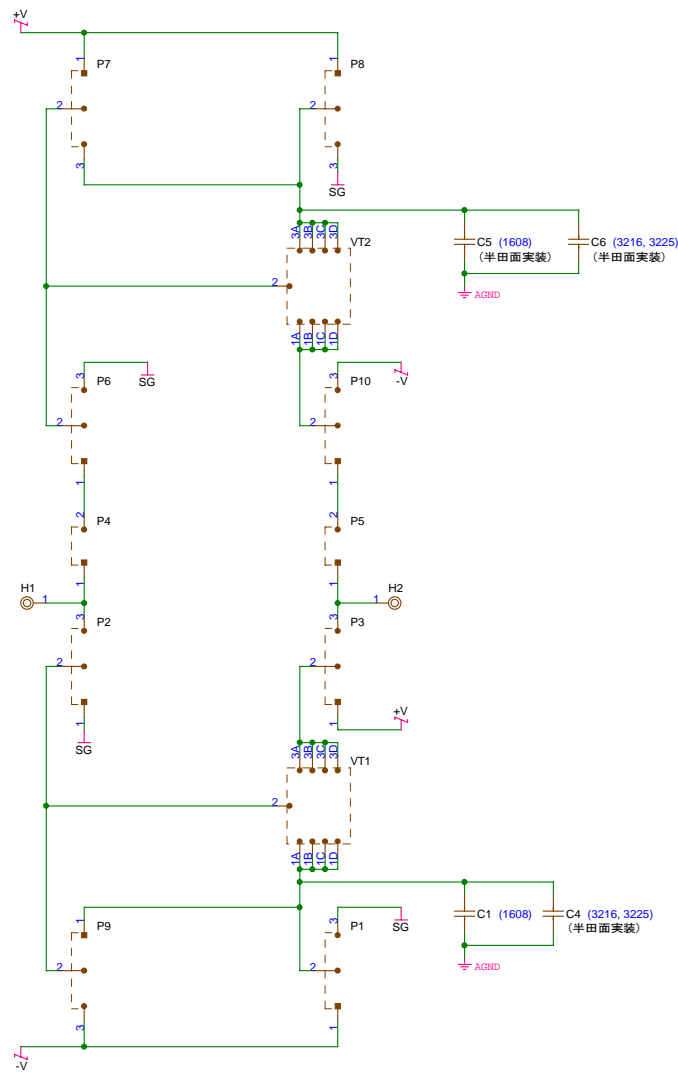 +V
1 P7
1 P8
2
2
3
3
SG
3A 3B 3C 3D
VT2
C5 (1608)
(半田面実装)
C6 (3216, 3225)
(半田面実装)
AGND
2
1A 1B 1C 1D
3 P6
SG
3 P10
-V
2
2
1
1
2 P4
2 P5
1
1
H1
1
H2
1
3 P2
3 P3
2
2
1
SG
1
+V
3A 3B 3C 3D
VT1
2
1A 1B 1C 1D
C1 (1608)
C4 (3216, 3225)
(半田面実装)
AGND
1 P9
3 P1
SG
2
2
3
1
-V